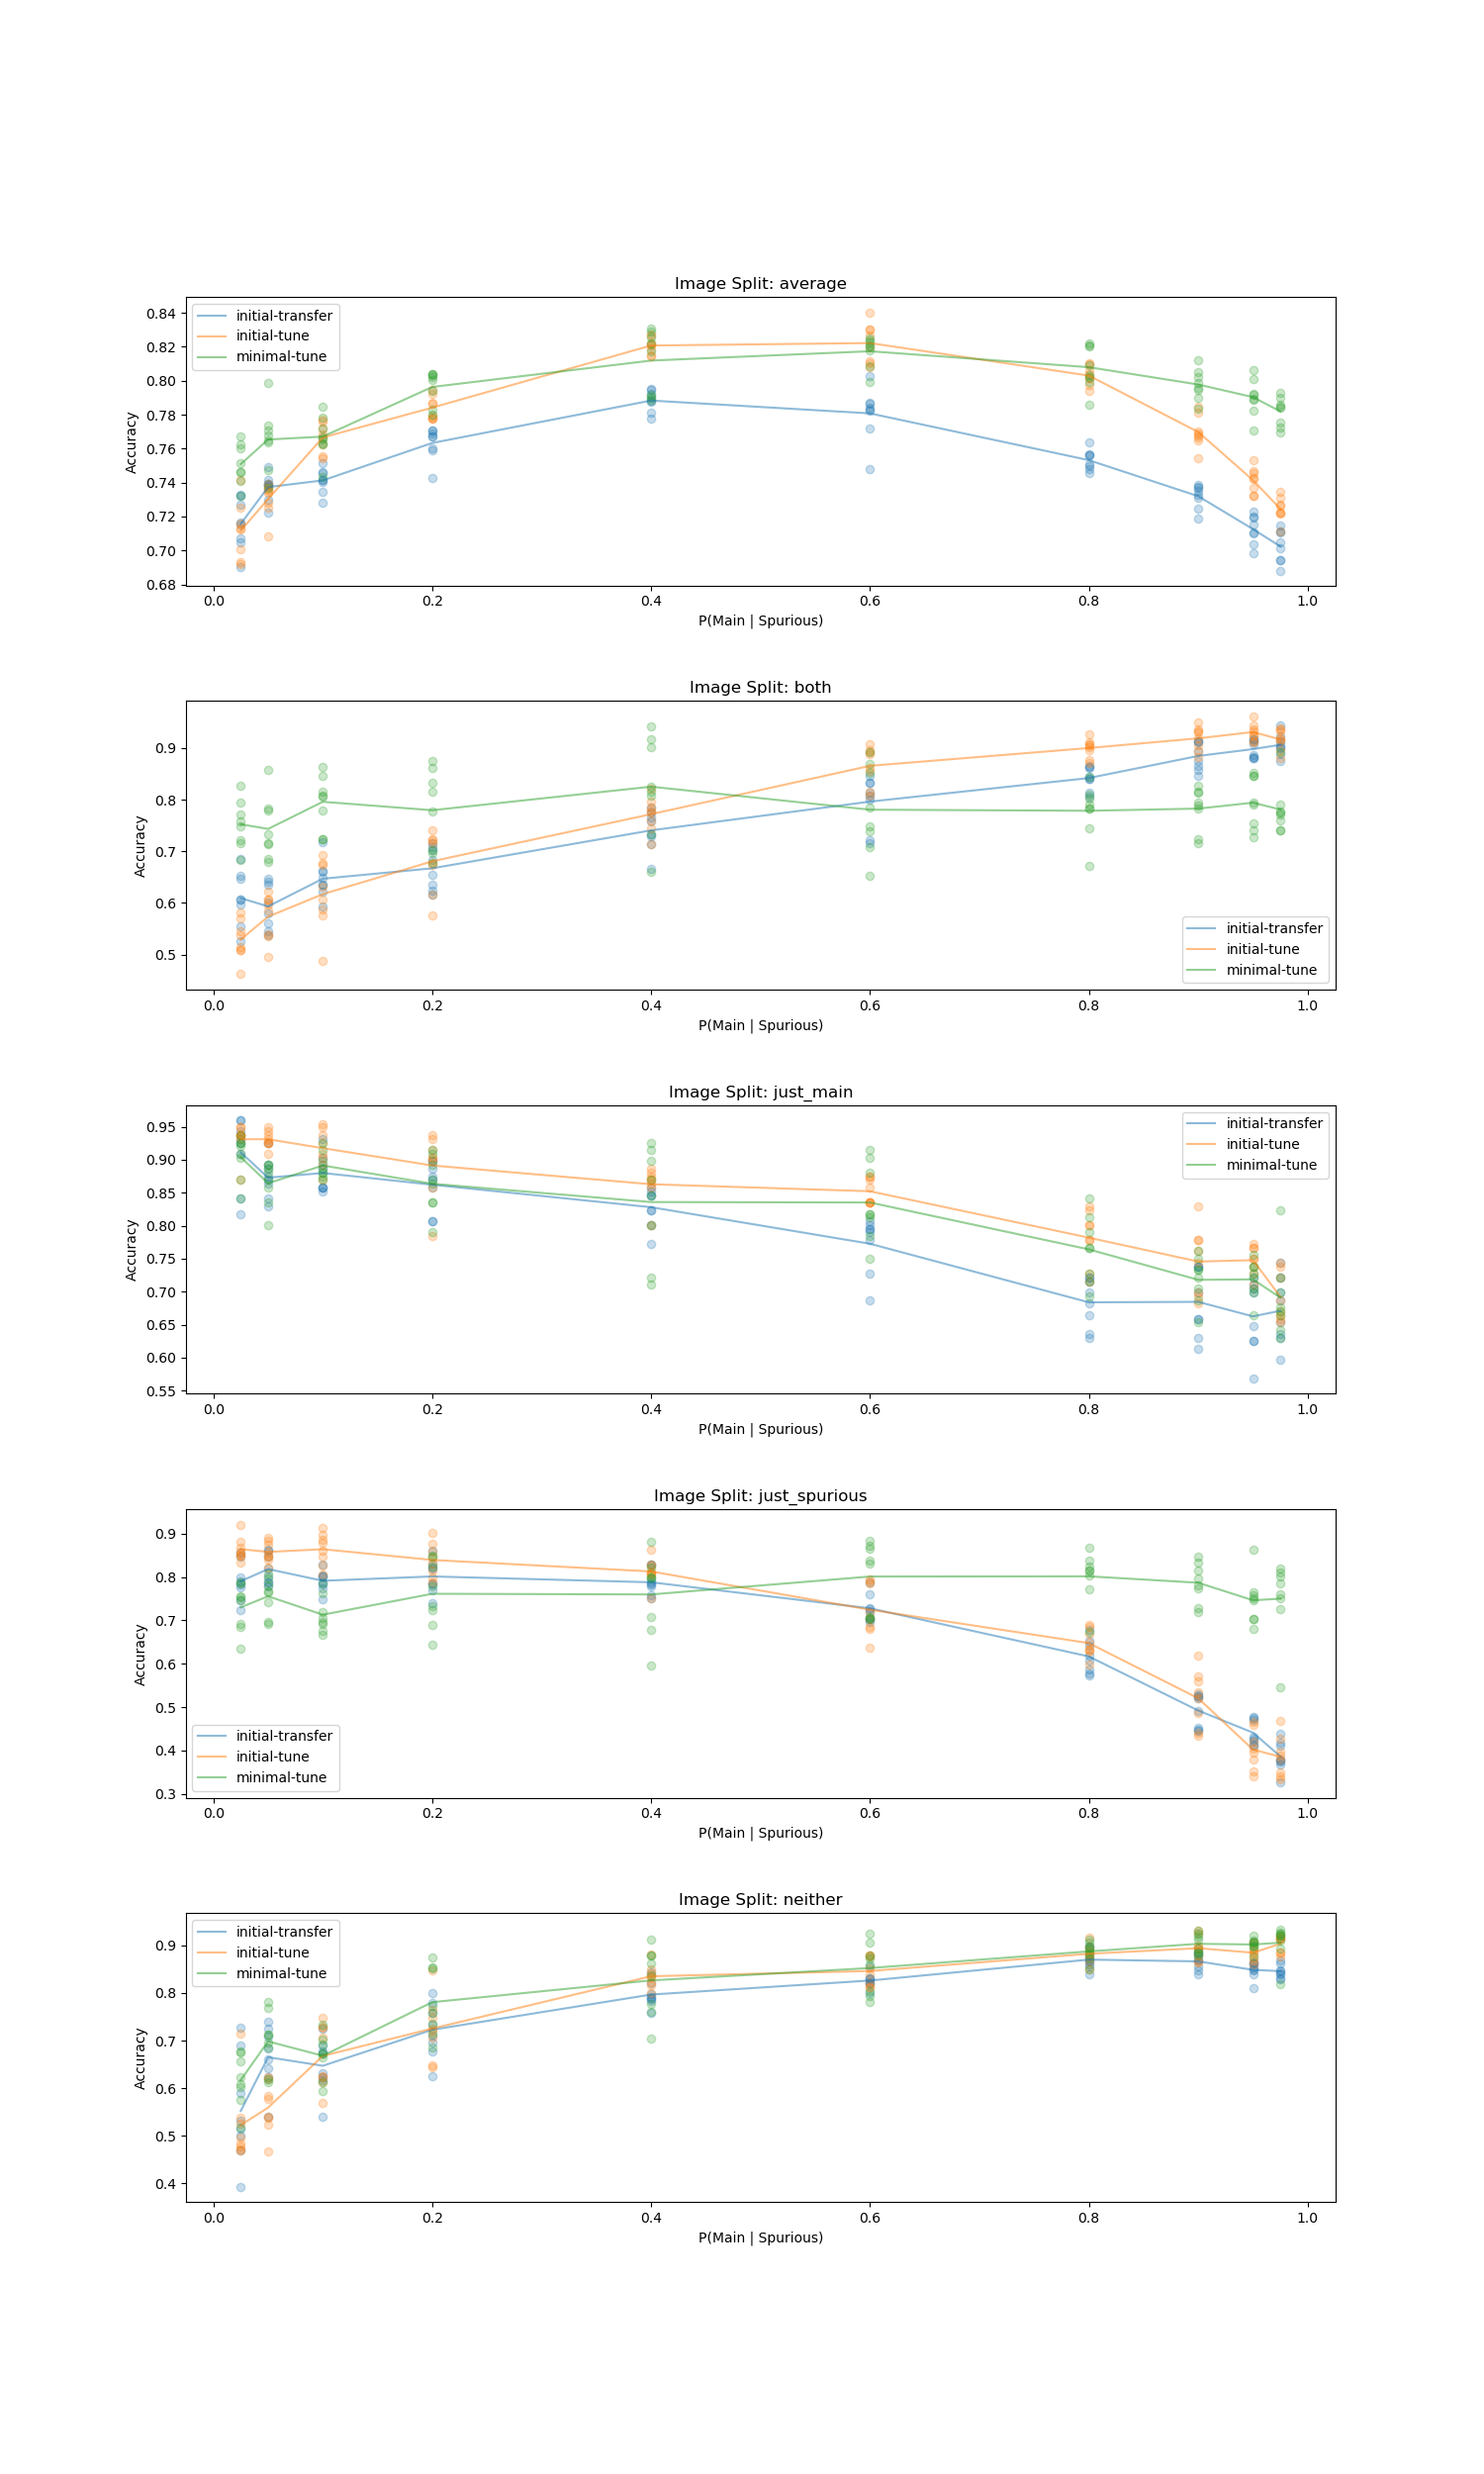 Image Split: average
0.84
0.82
0.80
0.78
0.76
0.74
0.72
0.70
0.68
Accuracy
initial-transfer
initial-tune
minimal-tune
0.0 0.2 0.4 0.6 0.8 1.0
P(Main | Spurious)
Image Split: both
0.9
0.8
0.7
0.6
0.5
Accuracy
initial-transfer
initial-tune
minimal-tune
0.0 0.2 0.4 0.6 0.8 1.0
P(Main | Spurious)
Image Split: just_main
0.95
0.90
0.85
0.80
0.75
0.70
0.65
0.60
0.55
Accuracy
initial-transfer
initial-tune
minimal-tune
0.0 0.2 0.4 0.6 0.8 1.0
P(Main | Spurious)
Image Split: just_spurious
0.9
0.8
0.7
0.6
0.5
0.4
0.3
Accuracy
initial-transfer
initial-tune
minimal-tune
0.0 0.2 0.4 0.6 0.8 1.0
P(Main | Spurious)
Image Split: neither
0.9
0.8
0.7
0.6
0.5
0.4
Accuracy
initial-transfer
initial-tune
minimal-tune
0.0 0.2 0.4 0.6 0.8 1.0
P(Main | Spurious)